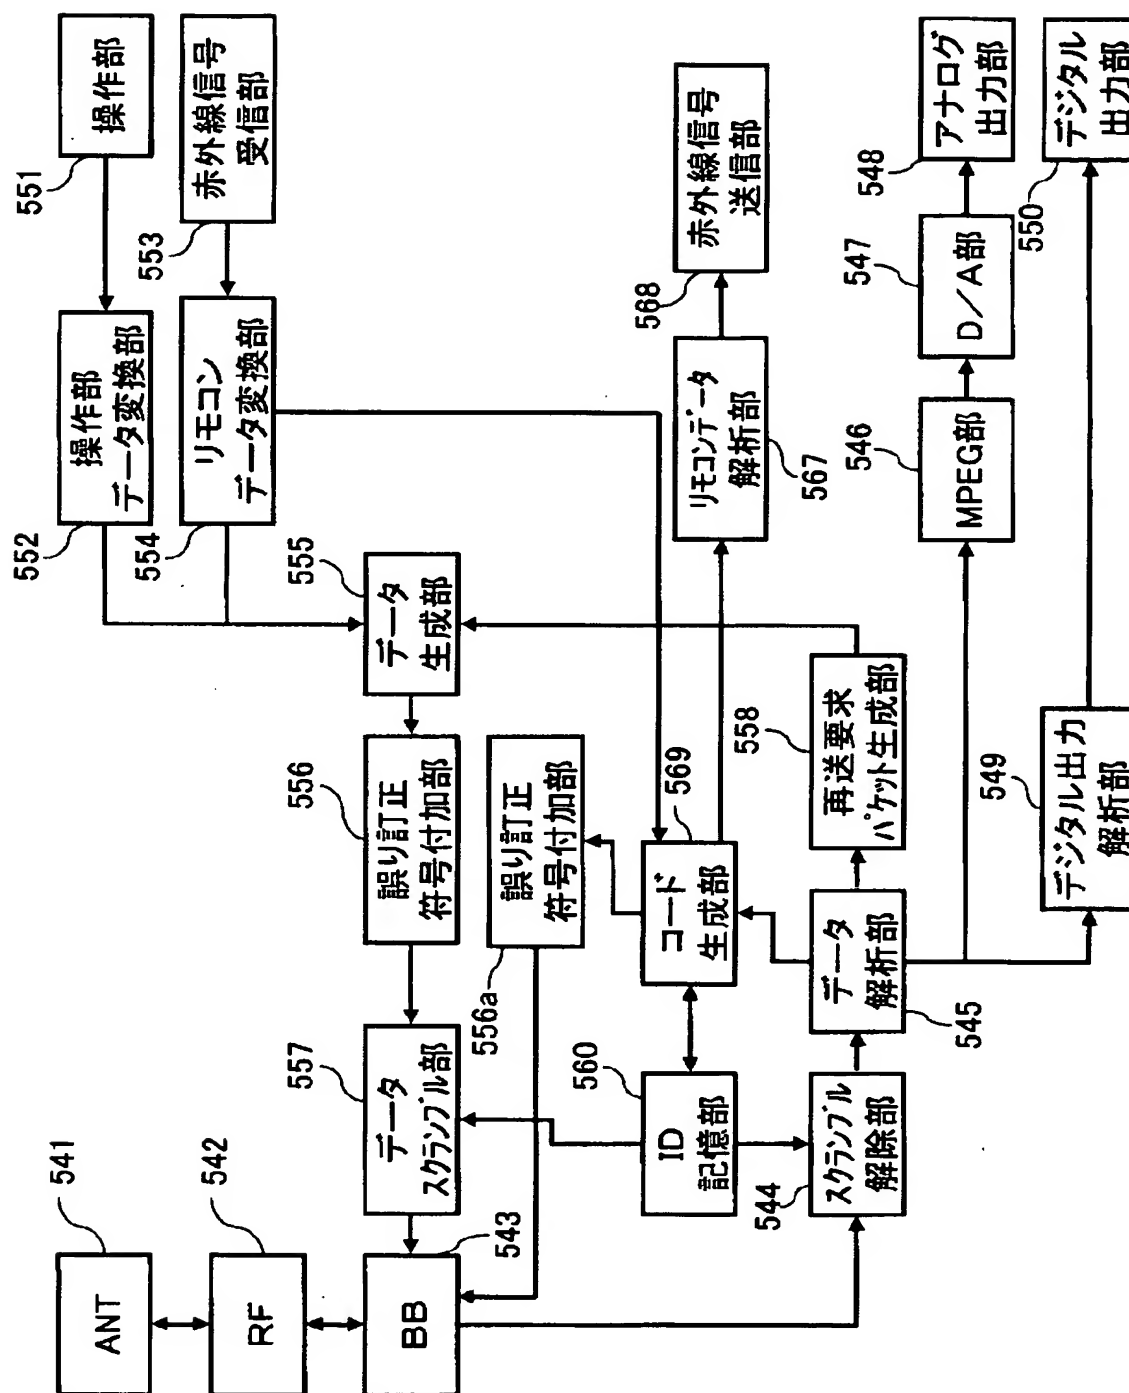 541
ANT
552
操作部
データ変換部
551
操作部
542
RF
554
リモコン
データ変換部
553
赤外線信号
受信部
543
BB
557
データ
スクランブル部
556
誤り訂正
符号付加部
555
データ
生成部
556a
誤り訂正
符号付加部
560
ID
記憶部
569
コード
生成部
567
リモコンデータ
解析部
568
赤外線信号
送信部
544
スクランブル
解除部
545
データ
解析部
558
再送要求
パケット生成部
546
MPEG部
547
D/A部
548
アナログ
出力部
549
デジタル出力
解析部
550
デジタル
出力部